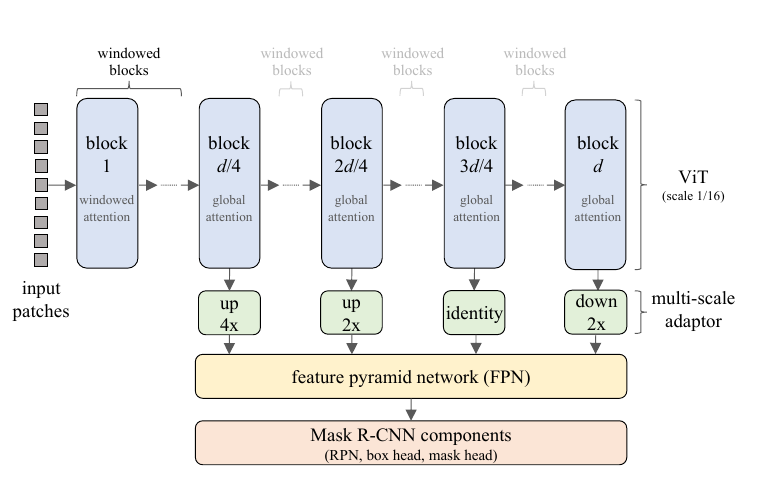 windowed
blocks
windowed
blocks
windowed
blocks
windowed
blocks
block
1
windowed
attention
block
d/4
global
attention
block
2d/4
global
attention
block
3d/4
global
attention
block
d
global
attention
ViT
(scale 1/16)
input
patches
up
4x
up
2x
identity
down
2x
multi-scale
adaptor
feature pyramid network (FPN)
Mask R-CNN components
(RPN, box head, mask head)